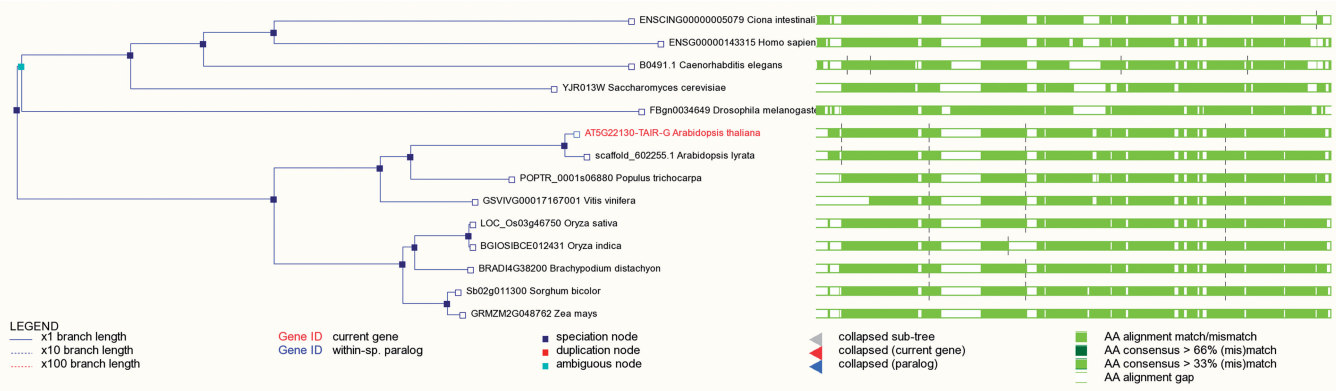 ENSCING00000005079 Ciona intestinali
ENSG00000143315 Homo sapien
B0491.1 Caenorhabditis elegans
YJR013W Saccharomyces cerevisiae
FBgn0034649 Drosophila melanogaste
AT5G22130-TAIR-G Arabidopsis thaliana
scaffold_602255.1 Arabidopsis lyrata
POPTR_0001s06880 Populus trichocarpa
GSVIVG00017167001 Vitis vinifera
LOC_Os03g46750 Oryza sativa
BGIOSIBCE012431 Oryza indica
BRADI4G38200 Brachypodium distachyon
Sb02g011300 Sorghum bicolor
GRMZM2G048762 Zea mays
LEGEND
x1 branch length
x10 branch length
x100 branch length
Gene ID current gene
Gene ID within-sp. paralog
speciation node
duplication node
ambiguous node
collapsed sub-tree
collapsed (current gene)
collapsed (paralog)
AA alignment match/mismatch
AA consensus > 66% (mis)match
AA consensus > 33% (mis)match
AA alignment gap